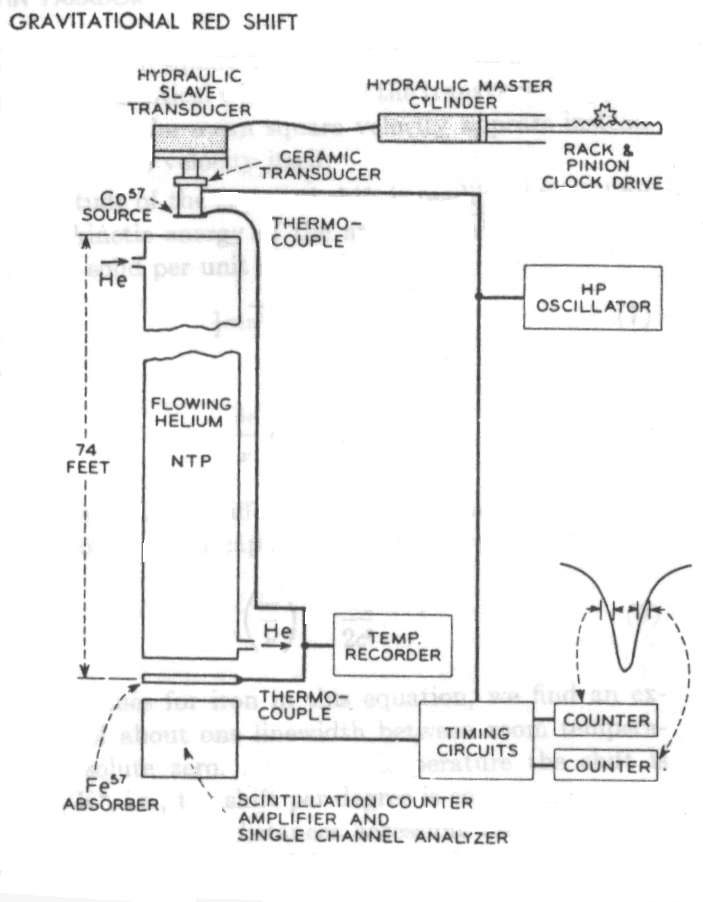 GRAVITATIONAL RED SHIFT
HYDRAULIC
SLAVE
TRANSDUCER
HYDRAULIC MASTER
CYLINDER
RACK &
PINION
CLOCK DRIVE
CERAMIC
TRANSDUCER
Co57
SOURCE
THERMO-
COUPLE
He
HP
OSCILLATOR
FLOWING
HELIUM
NTP
74
FEET
He
TEMP.
RECORDER
THERMO-
COUPLE
TIMING
CIRCUITS
COUNTER
COUNTER
Fe57
ABSORBER
SCINTILLATION COUNTER
AMPLIFIER AND
SINGLE CHANNEL ANALYZER